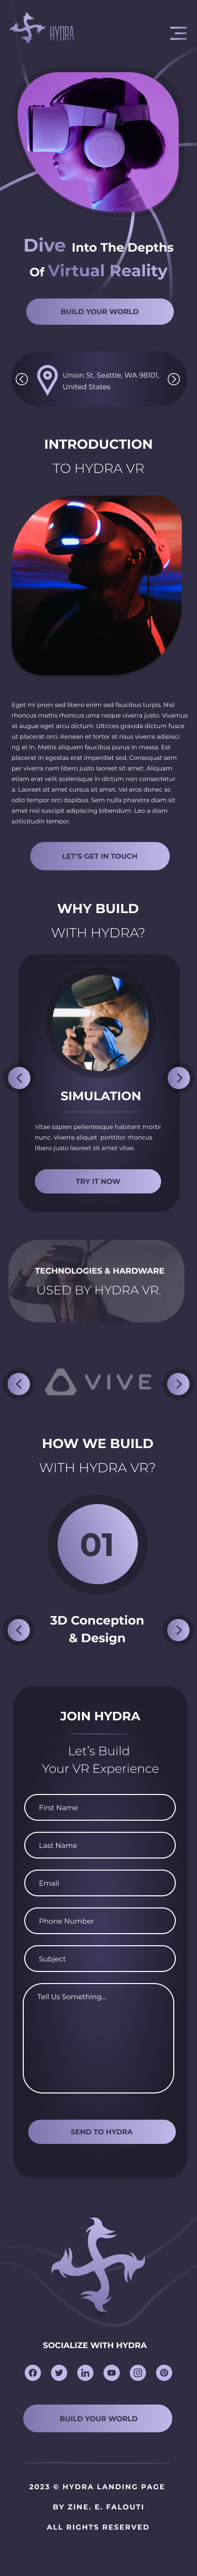 HYDRA
Dive Into The Depths
Of Virtual Reality
BUILD YOUR WORLD
Union St, Seattle, WA 98101,
United States
INTRODUCTION
TO HYDRA VR
Eget mi proin sed libero enim sed faucibus turpis. Nisl
rhoncus mattis rhoncus urna neque viverra justo. Vivamus
at augue eget arcu dictum. Ultrices gravida dictum fusce
ut placerat orci. Aenean et tortor at risus viverra adipisci
ng at in. Mattis aliquam faucibus purus in massa. Est
placerat in egestas erat imperdiet sed. Consequat sem
per viverra nam libero justo laoreet sit amet. Aliquam
etiam erat velit scelerisque in dictum non consectetur
a. Laoreet sit amet cursus sit amet. Vel eros donec ac
odio tempor orci dapibus. Sem nulla pharetra diam sit
amet nisl suscipit adipiscing bibendum. Leo a diam
sollicitudin tempor.
LET'S GET IN TOUCH
WHY BUILD
WITH HYDRA?
SIMULATION
Vitae sapien pellentesque habitant morbi
nunc. Viverra aliquet porttitor rhoncus
libero justo laoreet sit amet vitae.
TRY IT NOW
TECHNOLOGIES & HARDWARE
USED BY HYDRA VR.
VIVE
HOW WE BUILD
WITH HYDRA VR?
01
3D Conception
& Design
JOIN HYDRA
Let's Build
Your VR Experience
First Name
Last Name
Email
Phone Number
Subject
Tell Us Something...
SEND TO HYDRA
SOCIALIZE WITH HYDRA
BUILD YOUR WORLD
2023 © HYDRA LANDING PAGE
BY ZINE. E. FALOUTI
ALL RIGHTS RESERVED